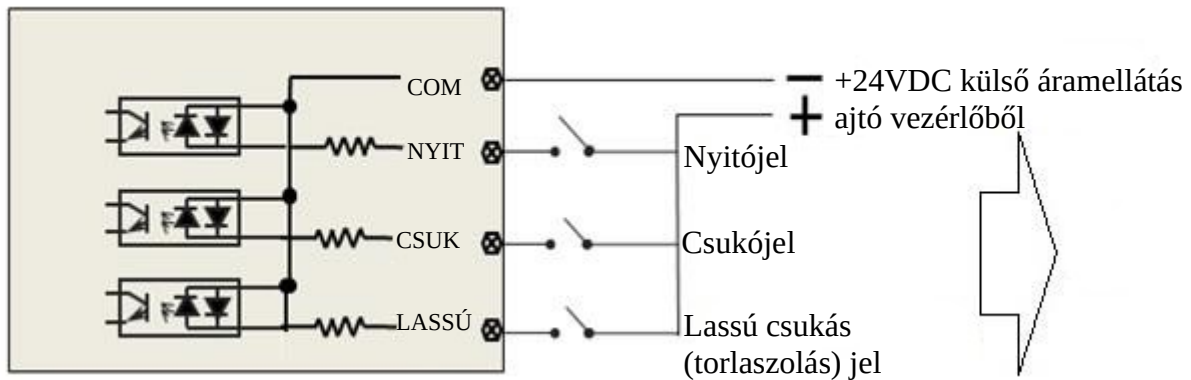 COM
+24VDC külső áramellátás
ajtó vezérlőből
NYIT
Nyitójel
CSUK
Csukójel
LASSÚ
Lassú csukás
(torlaszolás) jel